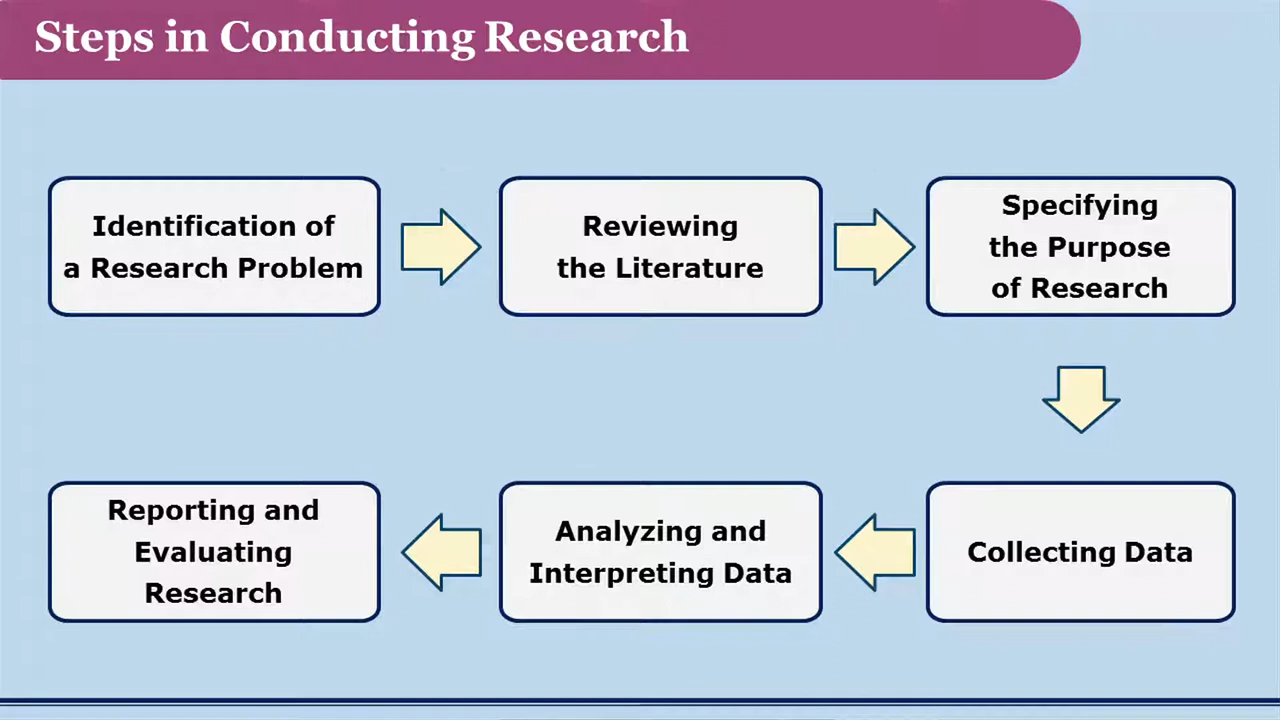 Steps in Conducting Research
Identification of
a Research Problem
Reviewing
the Literature
Specifying
the Purpose
of Research
Collecting Data
Analyzing and
Interpreting Data
Reporting and
Evaluating
Research